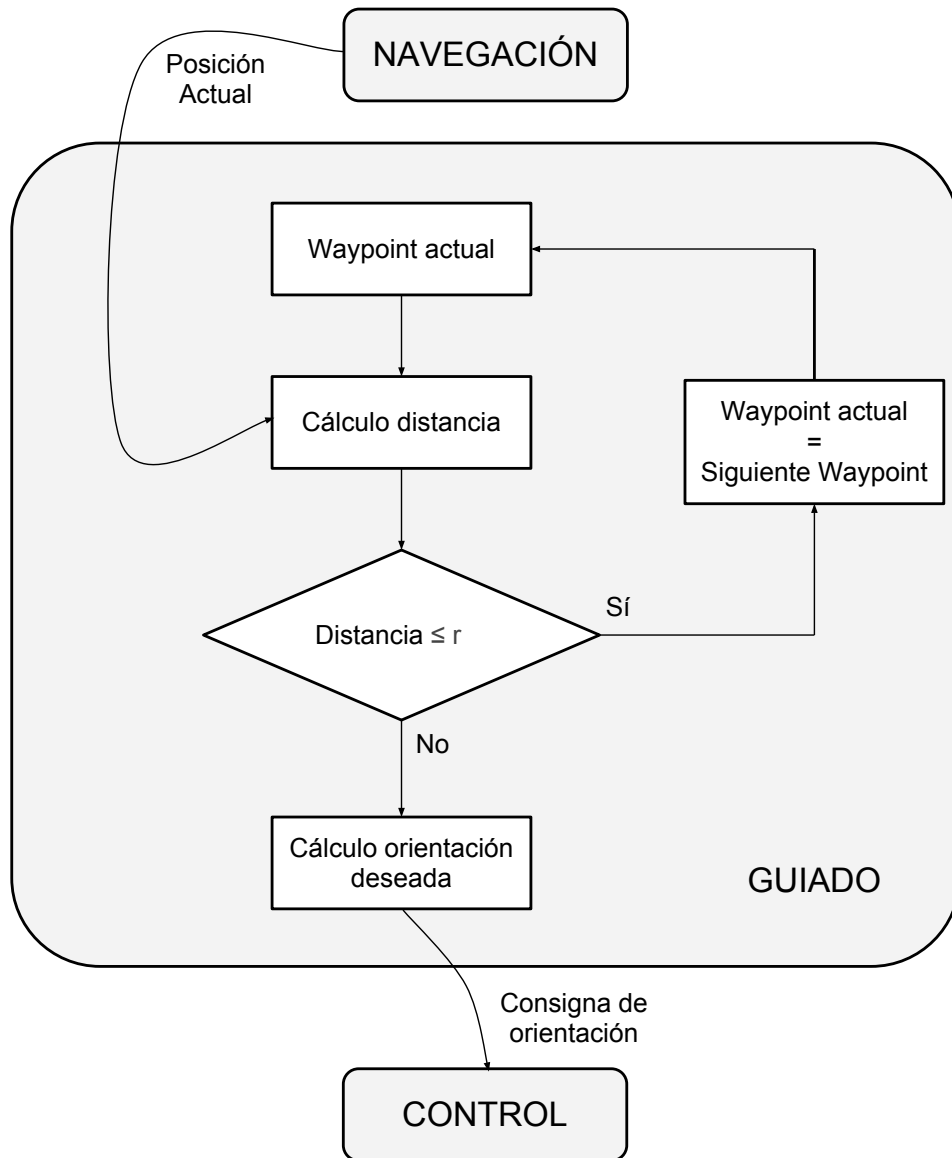 NAVEGACIÓN
Posición
Actual
Waypoint actual
Cálculo distancia
Waypoint actual
=
Siguiente Waypoint
Sí
Distancia ≤ r
No
Cálculo orientación
deseada
GUIADO
Consigna de
orientación
CONTROL